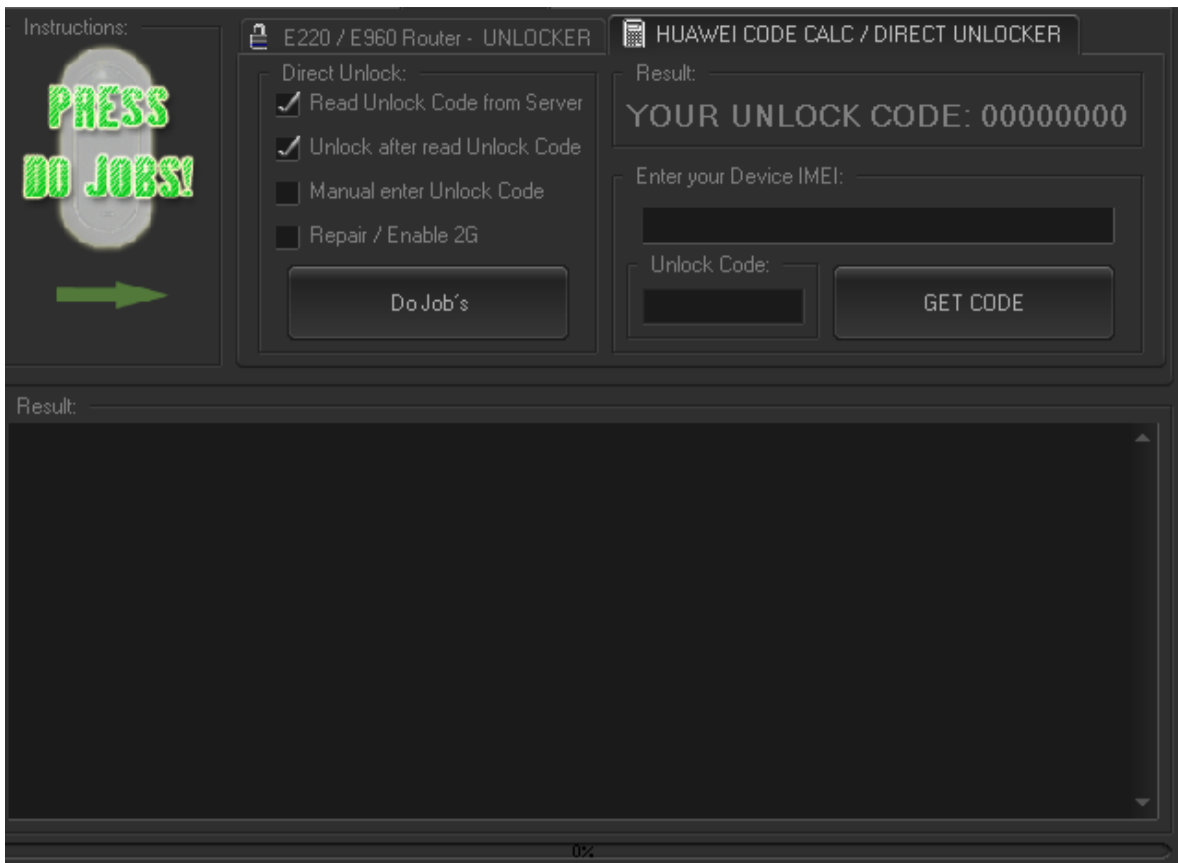 Instructions:
PRESS
DO JOBS!
E220 / E960 Router - UNLOCKER
HUAWEI CODE CALC / DIRECT UNLOCKER
Direct Unlock:
Read Unlock Code from Server
Unlock after read Unlock Code
Manual enter Unlock Code
Repair / Enable 2G
Do Job´s
Result:
YOUR UNLOCK CODE: 00000000
Enter your Device IMEI:
Unlock Code:
GET CODE
Result:
0%